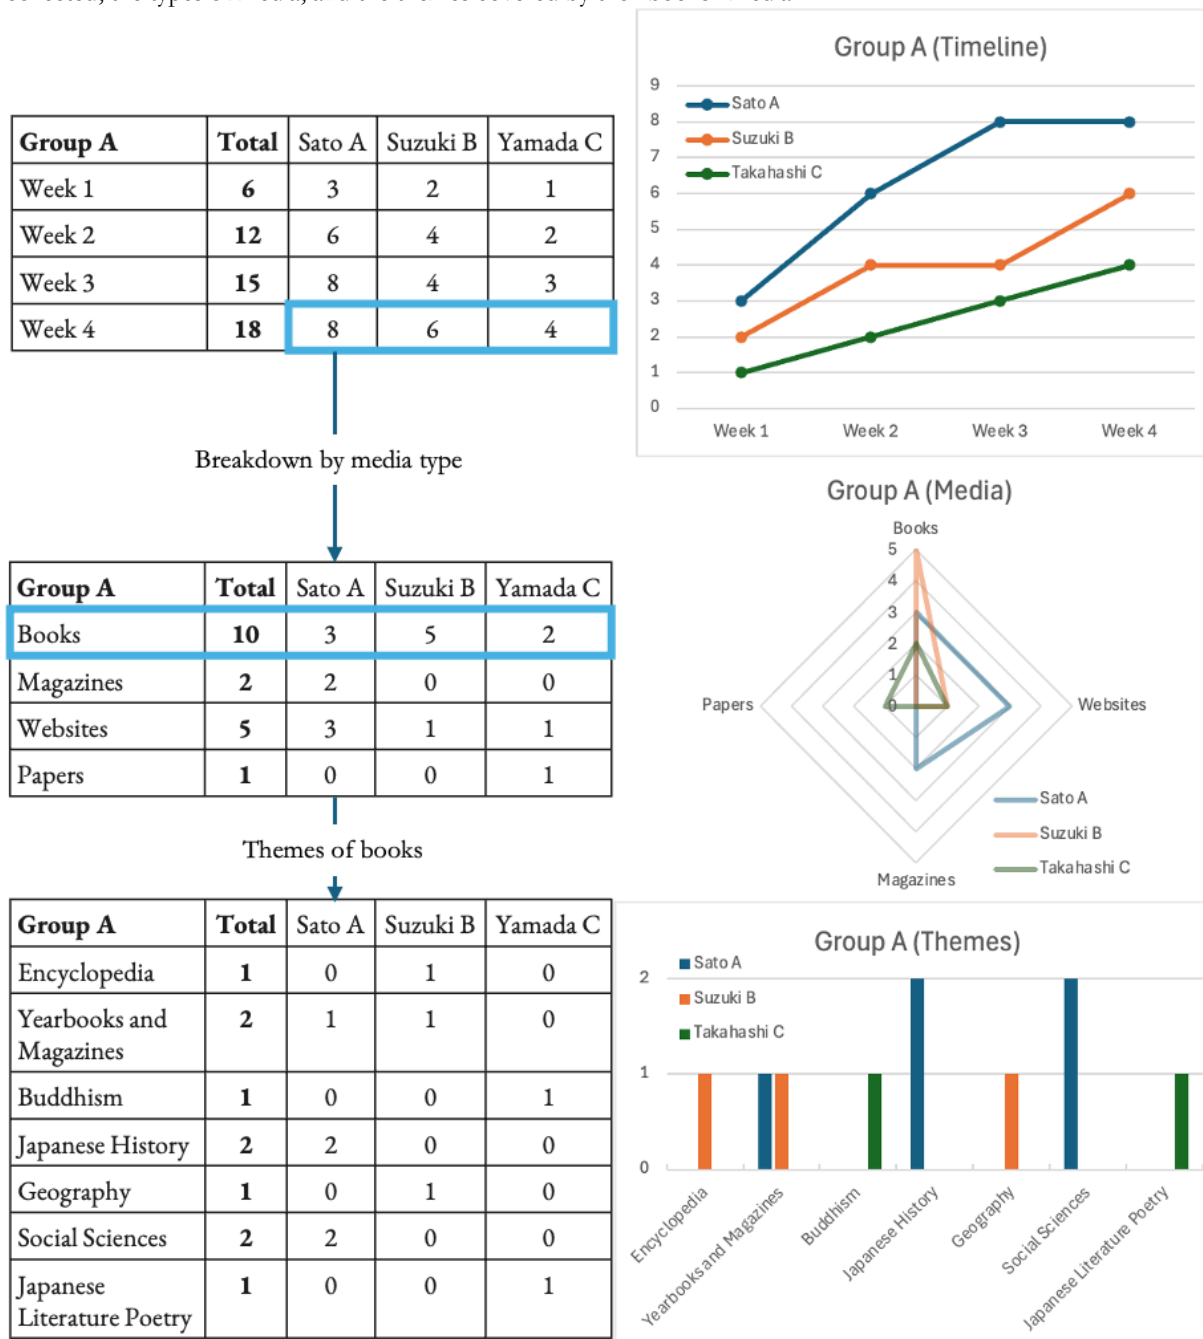 Group A Total Sato A Suzuki B Yamada C
Week 1 6 3 2 1
Week 2 12 6 4 2
Week 3 15 8 4 3
Week 4 18 8 6 4
Breakdown by media type
Group A Total Sato A Suzuki B Yamada C
Books 10 3 5 2
Magazines 2 2 0 0
Websites 5 3 1 1
Papers 1 0 0 1
Themes of books
Group A Total Sato A Suzuki B Yamada C
Encyclopedia 1 0 1 0
Yearbooks and
Magazines 2 1 1 0
Buddhism 1 0 0 1
Japanese History 2 2 0 0
Geography 1 0 1 0
Social Sciences 2 2 0 0
Japanese
Literature Poetry 1 0 0 1
Group A (Timeline)
9
8
7
6
5
4
3
2
1
0
Sato A
Suzuki B
Takahashi C
Week 1 Week 2 Week 3 Week 4
Group A (Media)
Books
5
4
3
2
1
0
Papers
Websites
Magazines
Sato A
Suzuki B
Takahashi C
Group A (Themes)
Sato A
Suzuki B
Takahashi C
2
1
0
Encyclopedia
Yearbooks and Magazines
Buddhism
Japanese History
Geography
Social Sciences
Japanese Literature Poetry